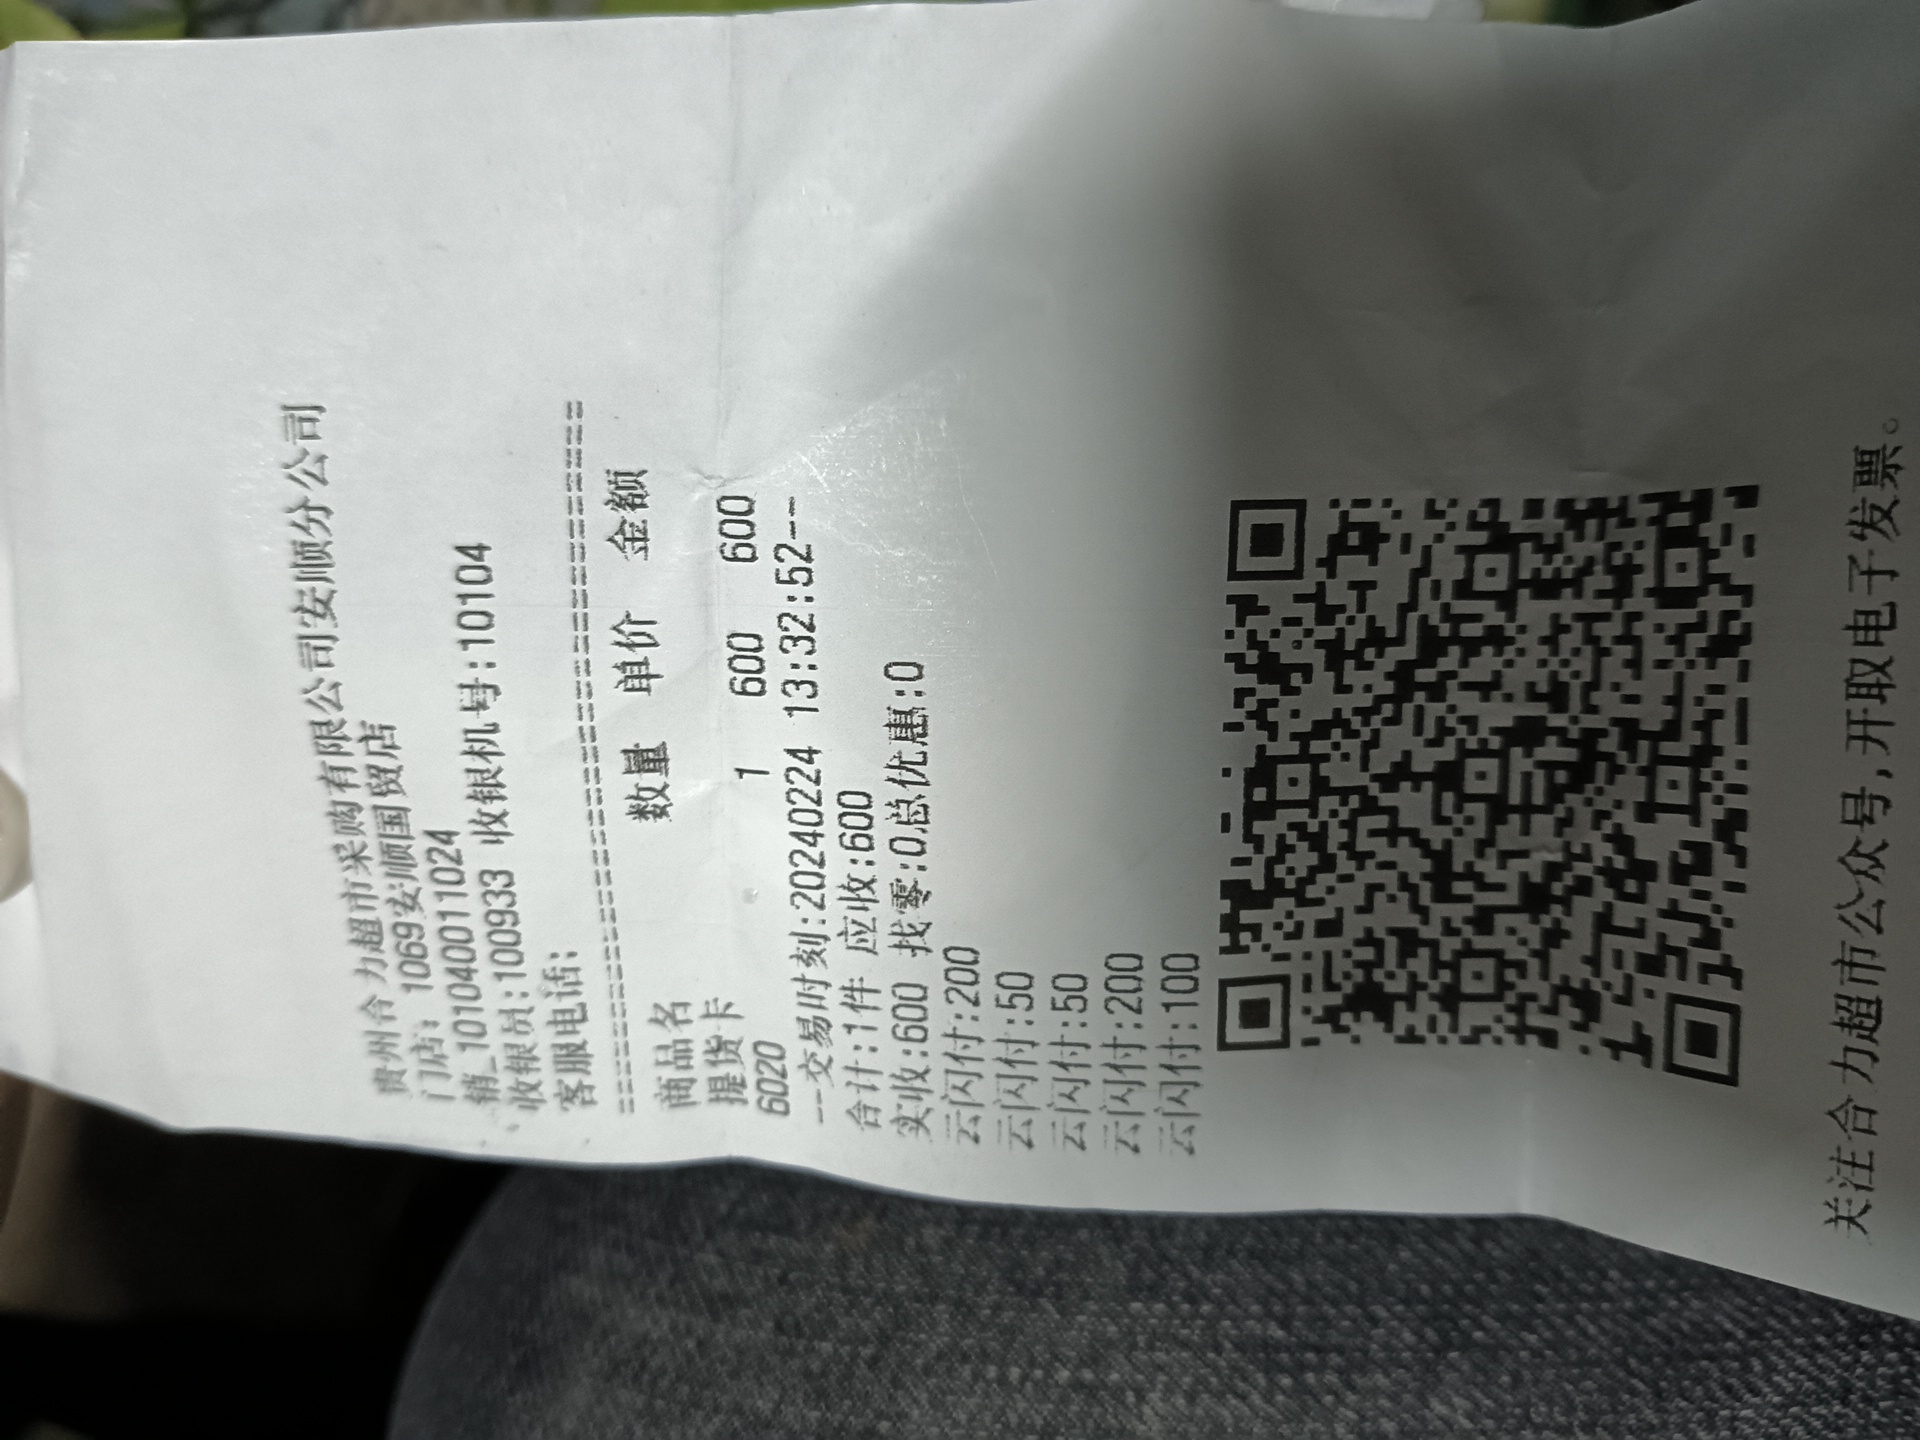 贵州合力超市采购有限公司安顺分公司
门店: 1069安顺国贸店
销_101040011024
收银员:100933 收银机号:10104
客服电话:
商品名 数量 单价 金额
提货卡
6020 1 600 600
--交易时刻:20240224 13:32:52--
合计:1件 应收:600
实收:600 找零:0总优惠:0
云闪付:200
云闪付:50
云闪付:50
云闪付:200
云闪付:100
关注合力超市公众号,开取电子发票。